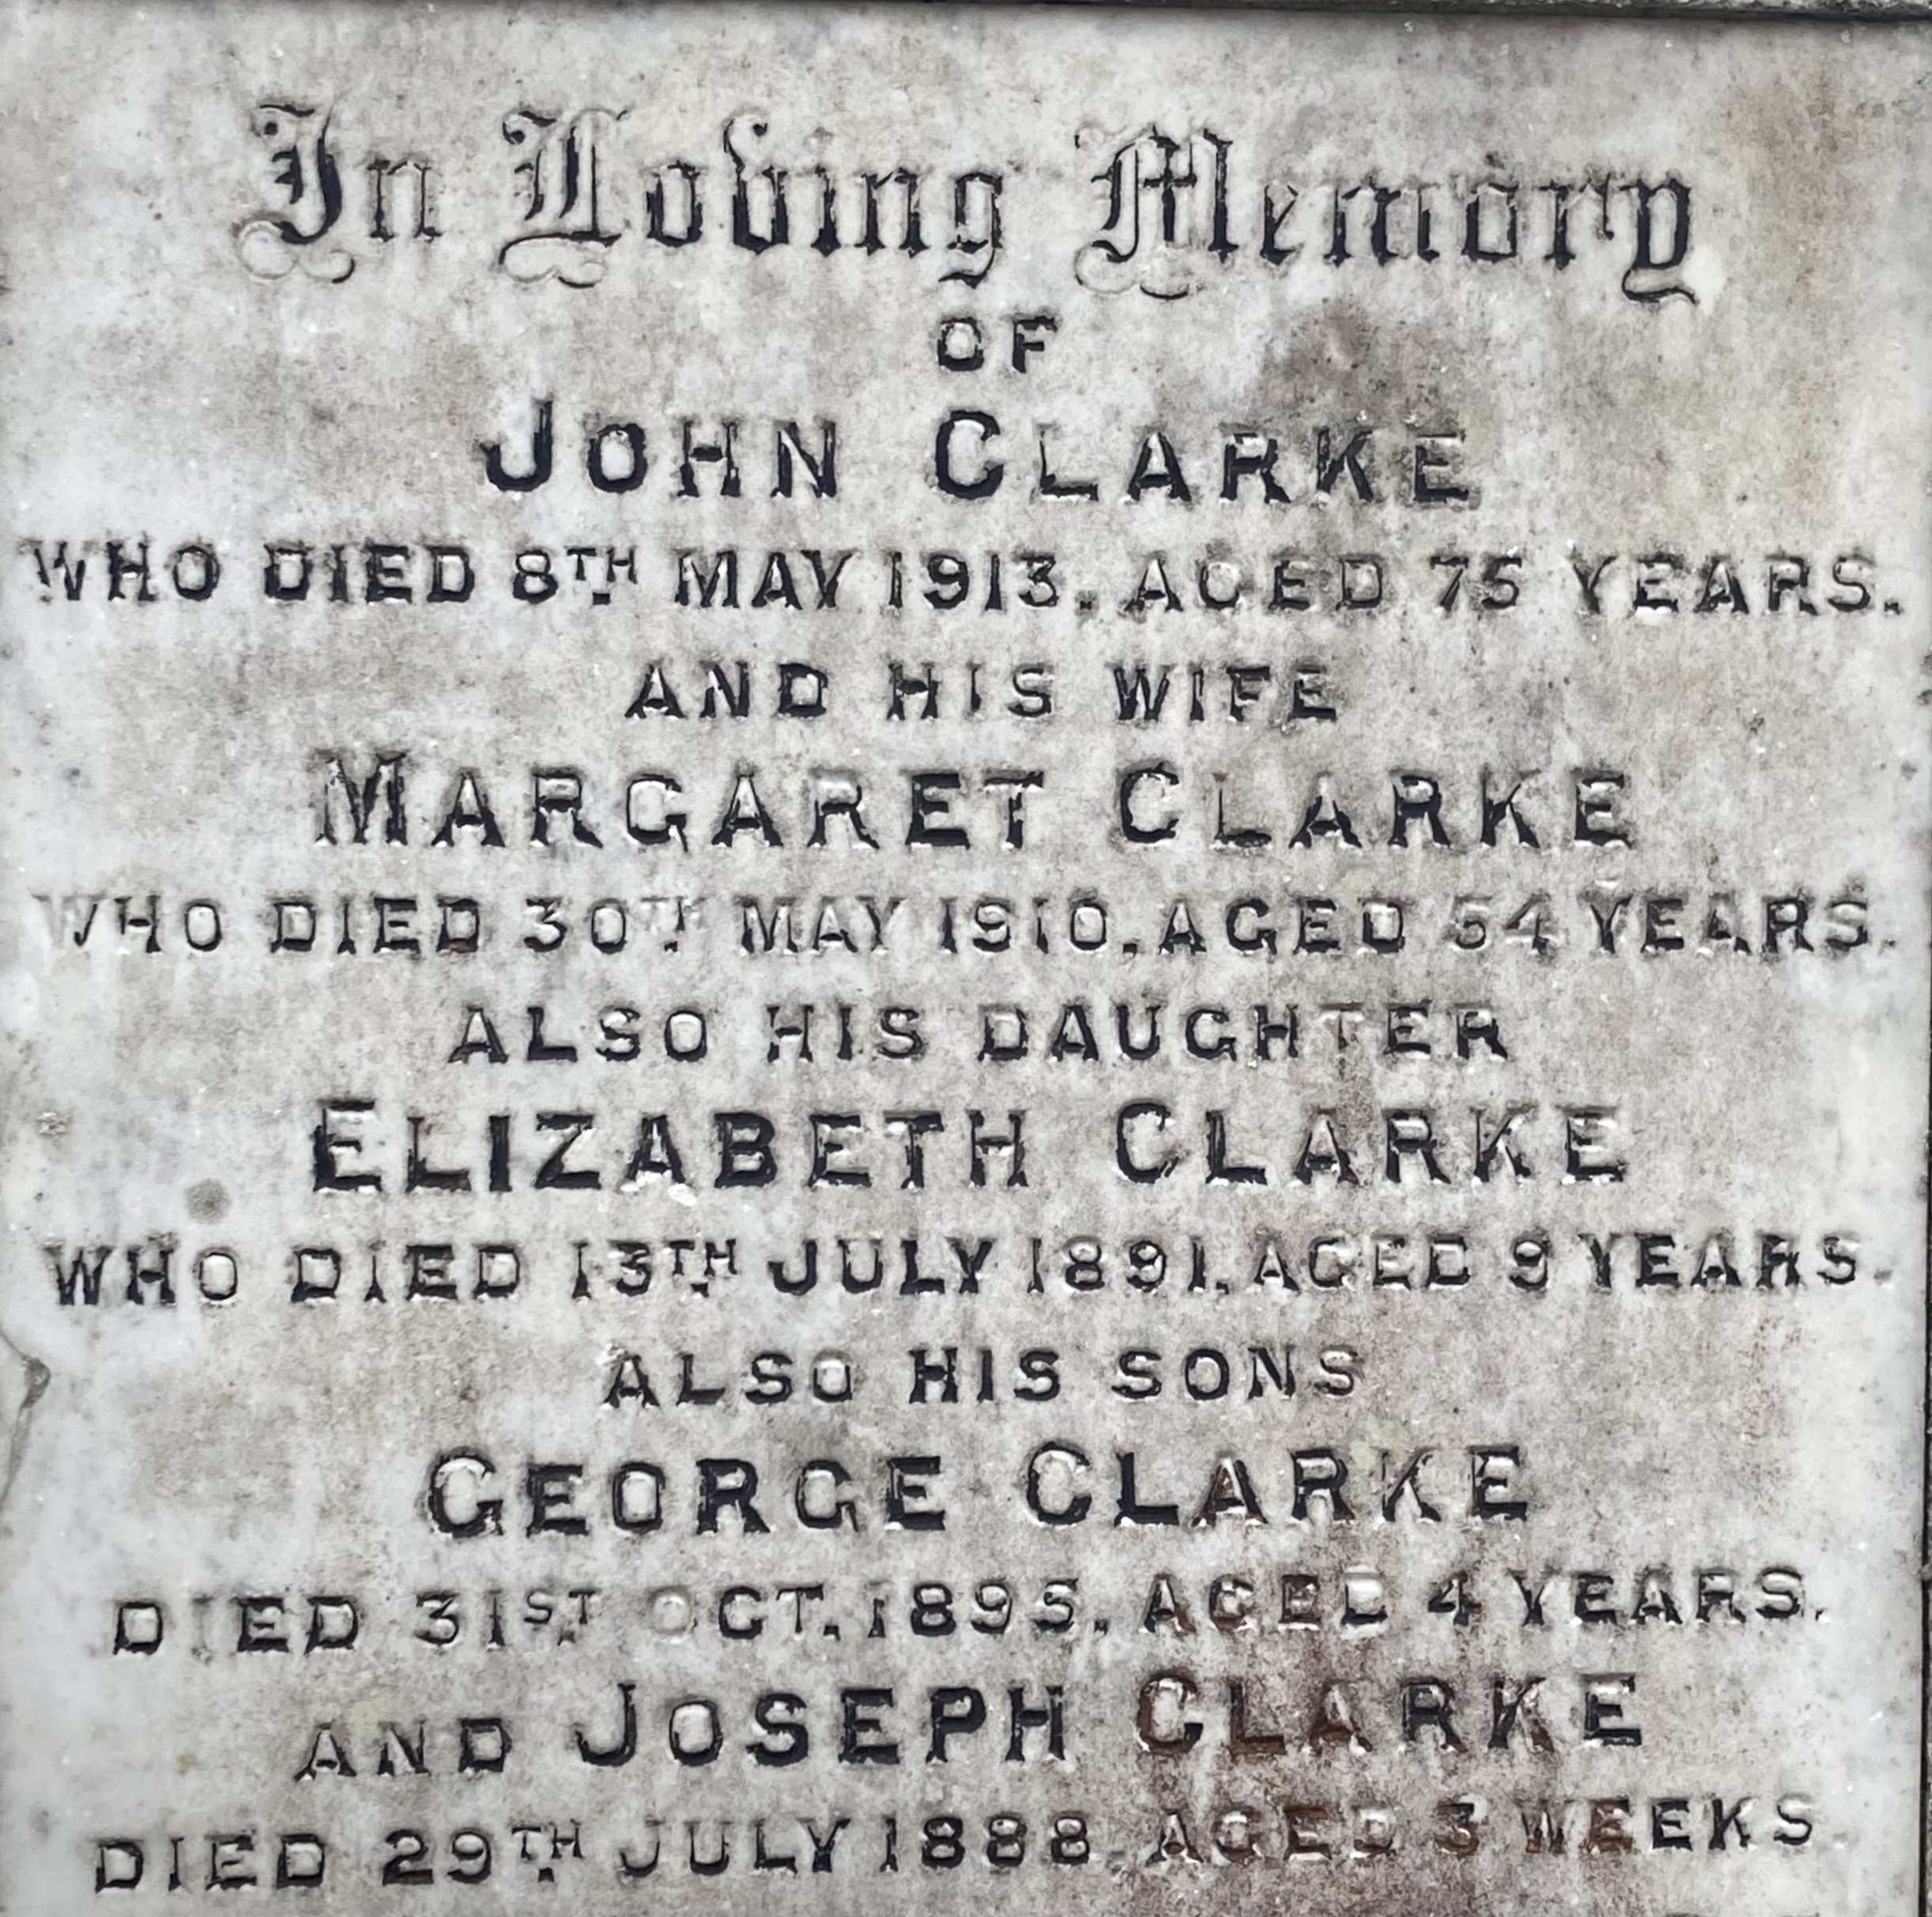 In Loving Memory
OF
JOHN CLARKE
WHO DIED 8TH MAY 1913. AGED 75 YEARS.
AND HIS WIFE
MARGARET CLARKE
WHO DIED 30TH MAY 1910. AGED 54 YEARS.
ALSO HIS DAUGHTER
ELIZABETH CLARKE
WHO DIED 13TH JULY 1891. AGED 9 YEARS.
ALSO HIS SONS
GEORGE CLARKE
DIED 31ST OCT. 1895. AGED 4 YEARS.
AND JOSEPH CLARKE
DIED 29TH JULY 1888. AGED 3 WEEKS.